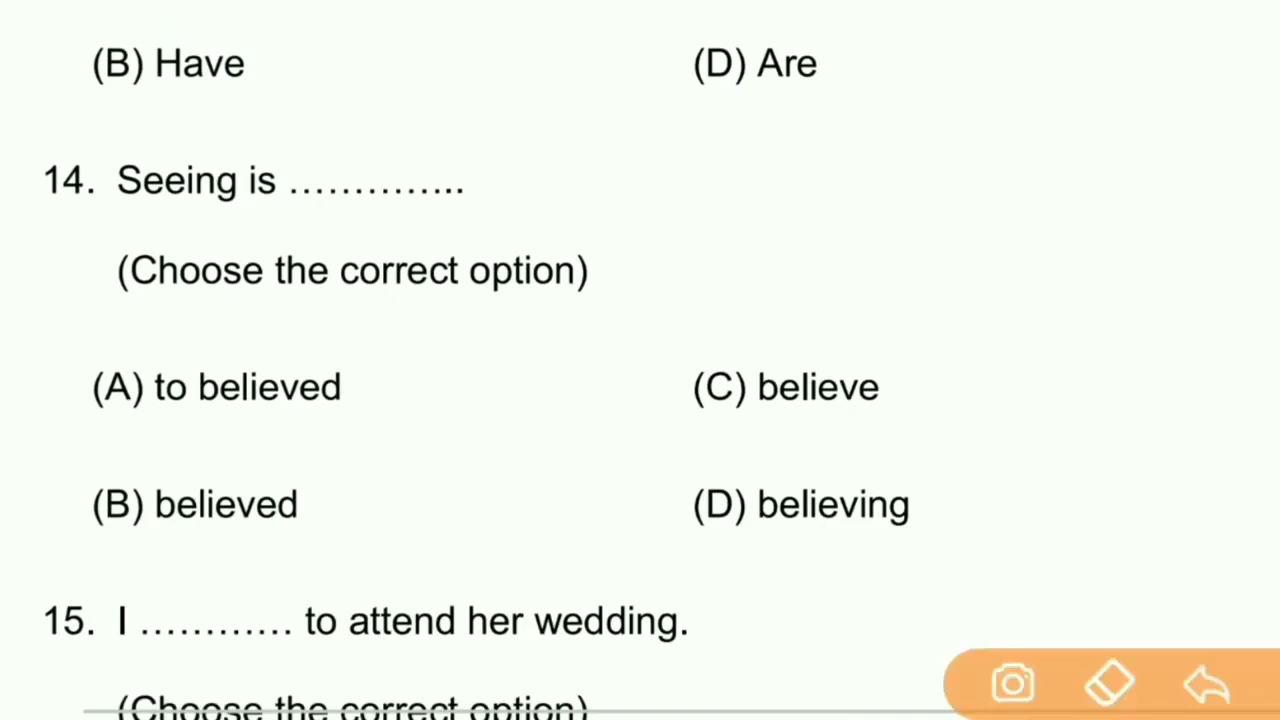 (B) Have (D) Are
14. Seeing is …………..
(Choose the correct option)
(A) to believed (C) believe
(B) believed (D) believing
15. I ………… to attend her wedding.
(Choose the correct option)